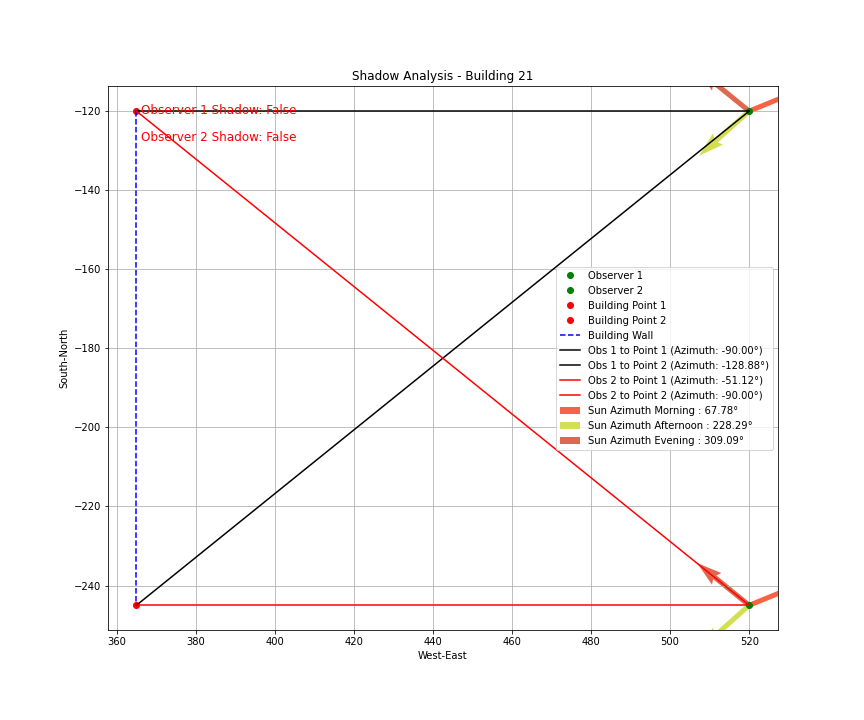 Shadow Analysis - Building 21
Observer 1 Shadow: False
Observer 2 Shadow: False
−120
−140
−160
−180
−200
−220
−240
South-North
Observer 1
Observer 2
Building Point 1
Building Point 2
Building Wall
Obs 1 to Point 1 (Azimuth: -90.00°)
Obs 1 to Point 2 (Azimuth: -128.88°)
Obs 2 to Point 1 (Azimuth: -51.12°)
Obs 2 to Point 2 (Azimuth: -90.00°)
Sun Azimuth Morning : 67.78°
Sun Azimuth Afternoon : 228.29°
Sun Azimuth Evening : 309.09°
360 380 400 420 440 460 480 500 520
West-East